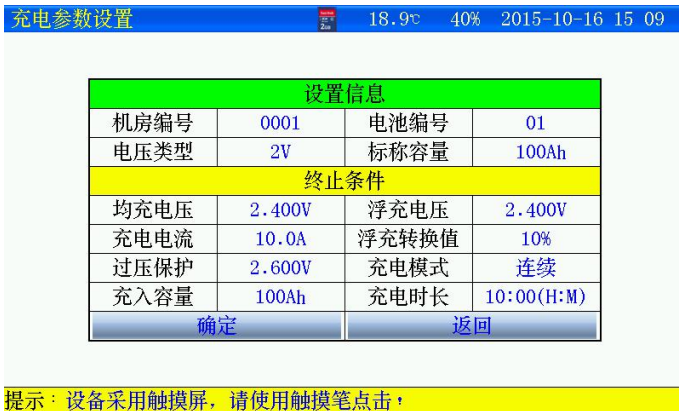 充电参数设置 18.9℃ 40% 2015-10-16 15 09
设置信息
机房编号 0001 电池编号 01
电压类型 2V 标称容量 100Ah
终止条件
均充电压 2.400V 浮充电压 2.400V
充电电流 10.0A 浮充转换值 10%
过压保护 2.600V 充电模式 连续
充入容量 100Ah 充电时长 10:00(H:M)
确定 返回
提示：设备采用触摸屏，请使用触摸笔点击！